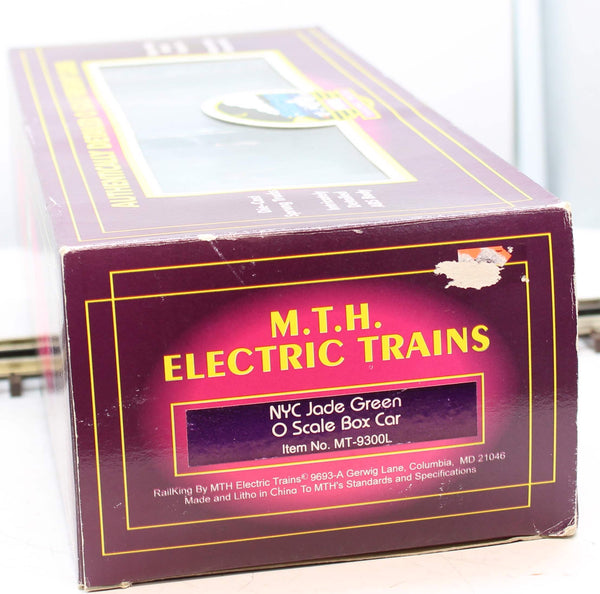 AUTHENTICALLY
M.T.H.
ELECTRIC TRAINS
NYC Jade Green
O Scale Box Car
Item No. MT-9300L
RailKing By MTH Electric Trains© 9693-A Gerwig Lane, Columbia, MD 21046
Made and Litho in China To MTH's Standards and Specifications